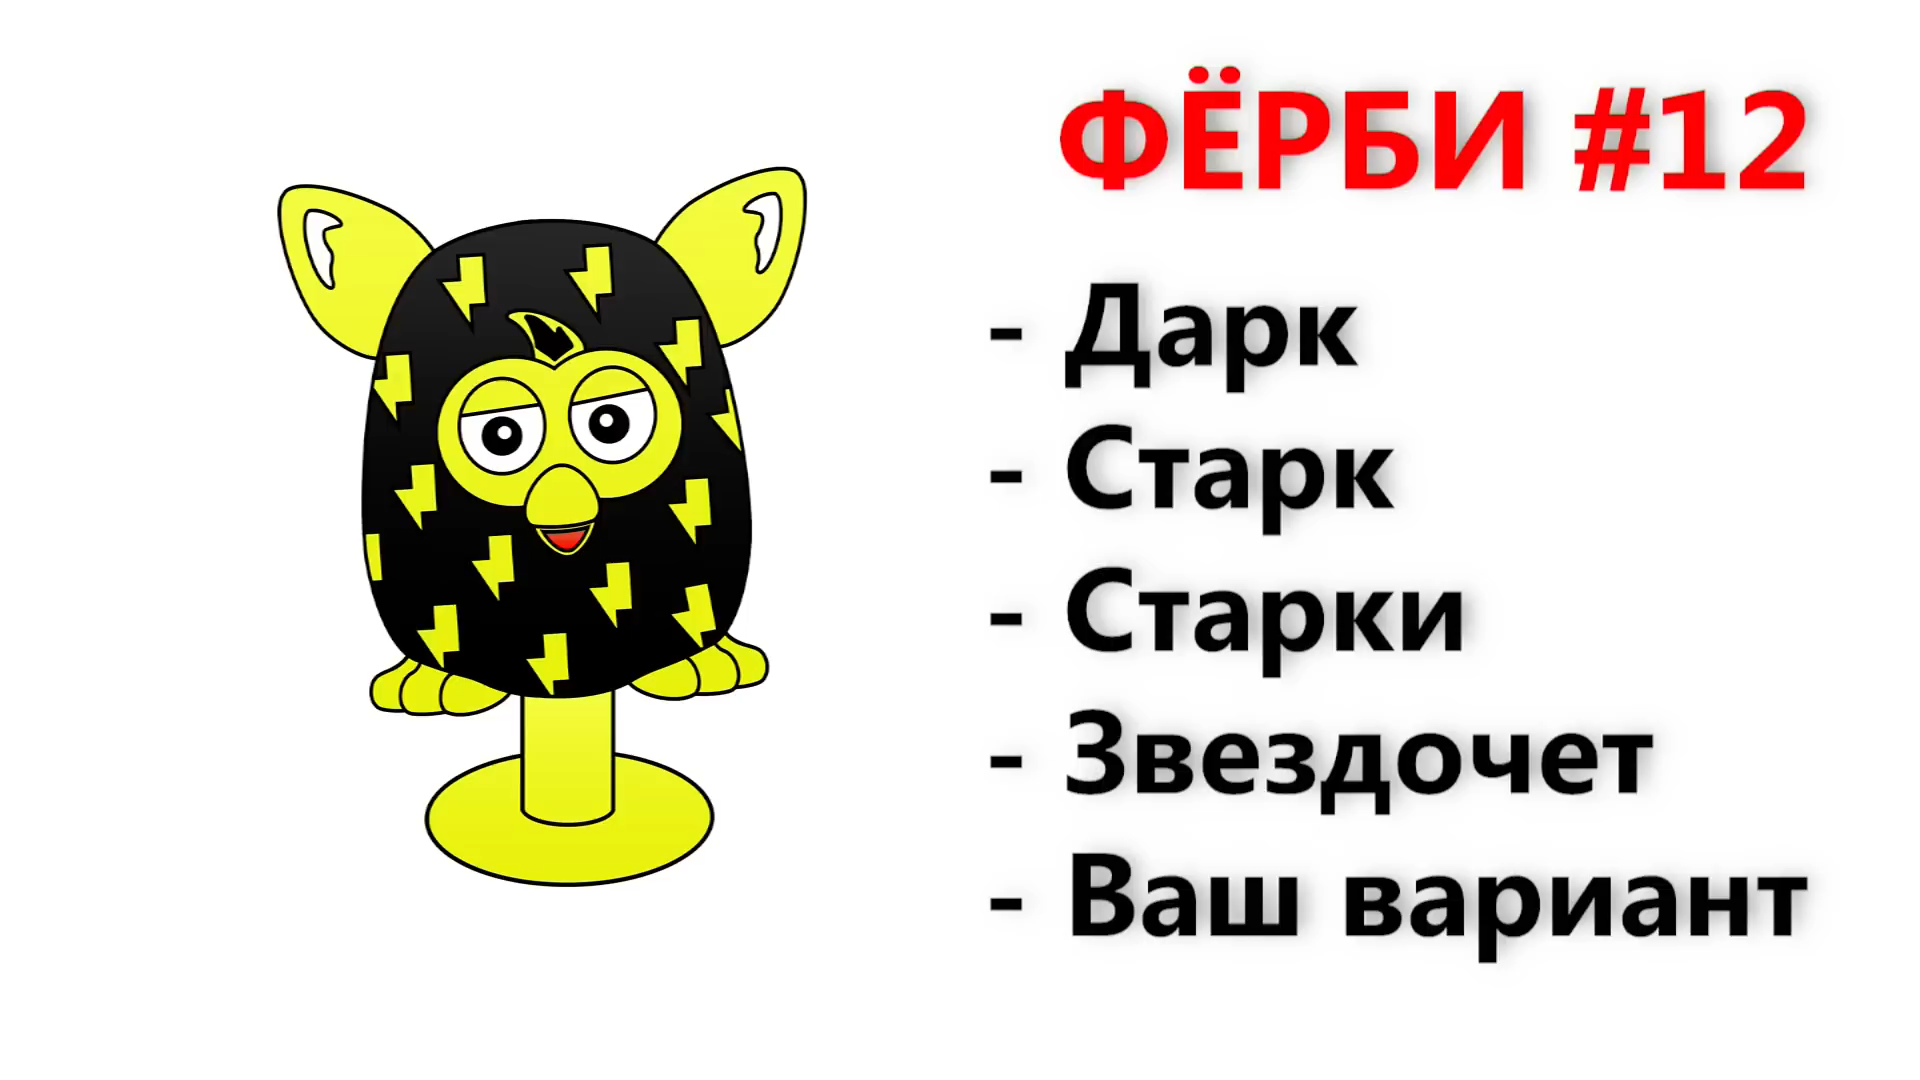 ФЁРБИ #12
- Дарк
- Старк
- Старки
- Звездочет
- Ваш вариант